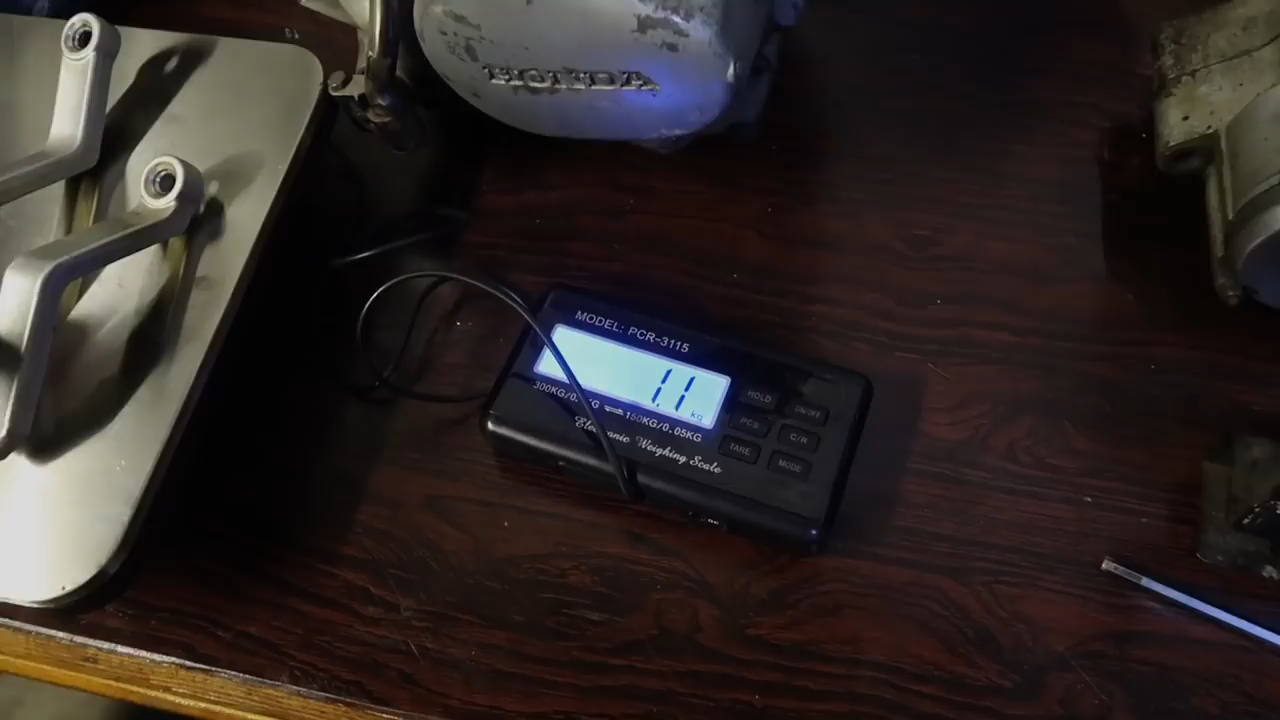 HONDA
MODEL: PCR-3115
1.1 kg
300KG/0. KG ⇌ 150KG/0.05KG
Electronic Weighing Scale
HOLD
ON/OFF
PCS
C/R
TARE
MODE